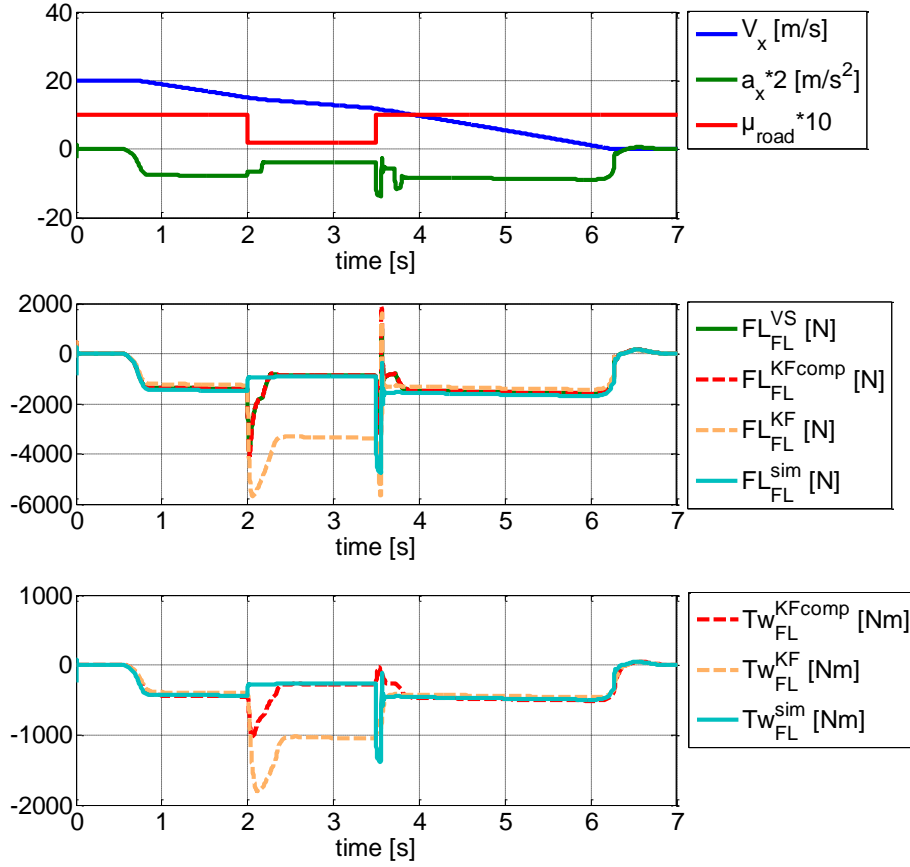 40
20
0
-20
0 1 2 3 4 5 6 7
time [s]
V_x [m/s]
a_x*2 [m/s^2]
μ_road*10
2000
0
-2000
-4000
-6000
0 1 2 3 4 5 6 7
time [s]
FL_FL^VS [N]
FL_FL^KFcomp [N]
FL_FL^KF [N]
FL_FL^sim [N]
1000
0
-1000
-2000
0 1 2 3 4 5 6 7
time [s]
Tw_FL^KFcomp [Nm]
Tw_FL^KF [Nm]
Tw_FL^sim [Nm]